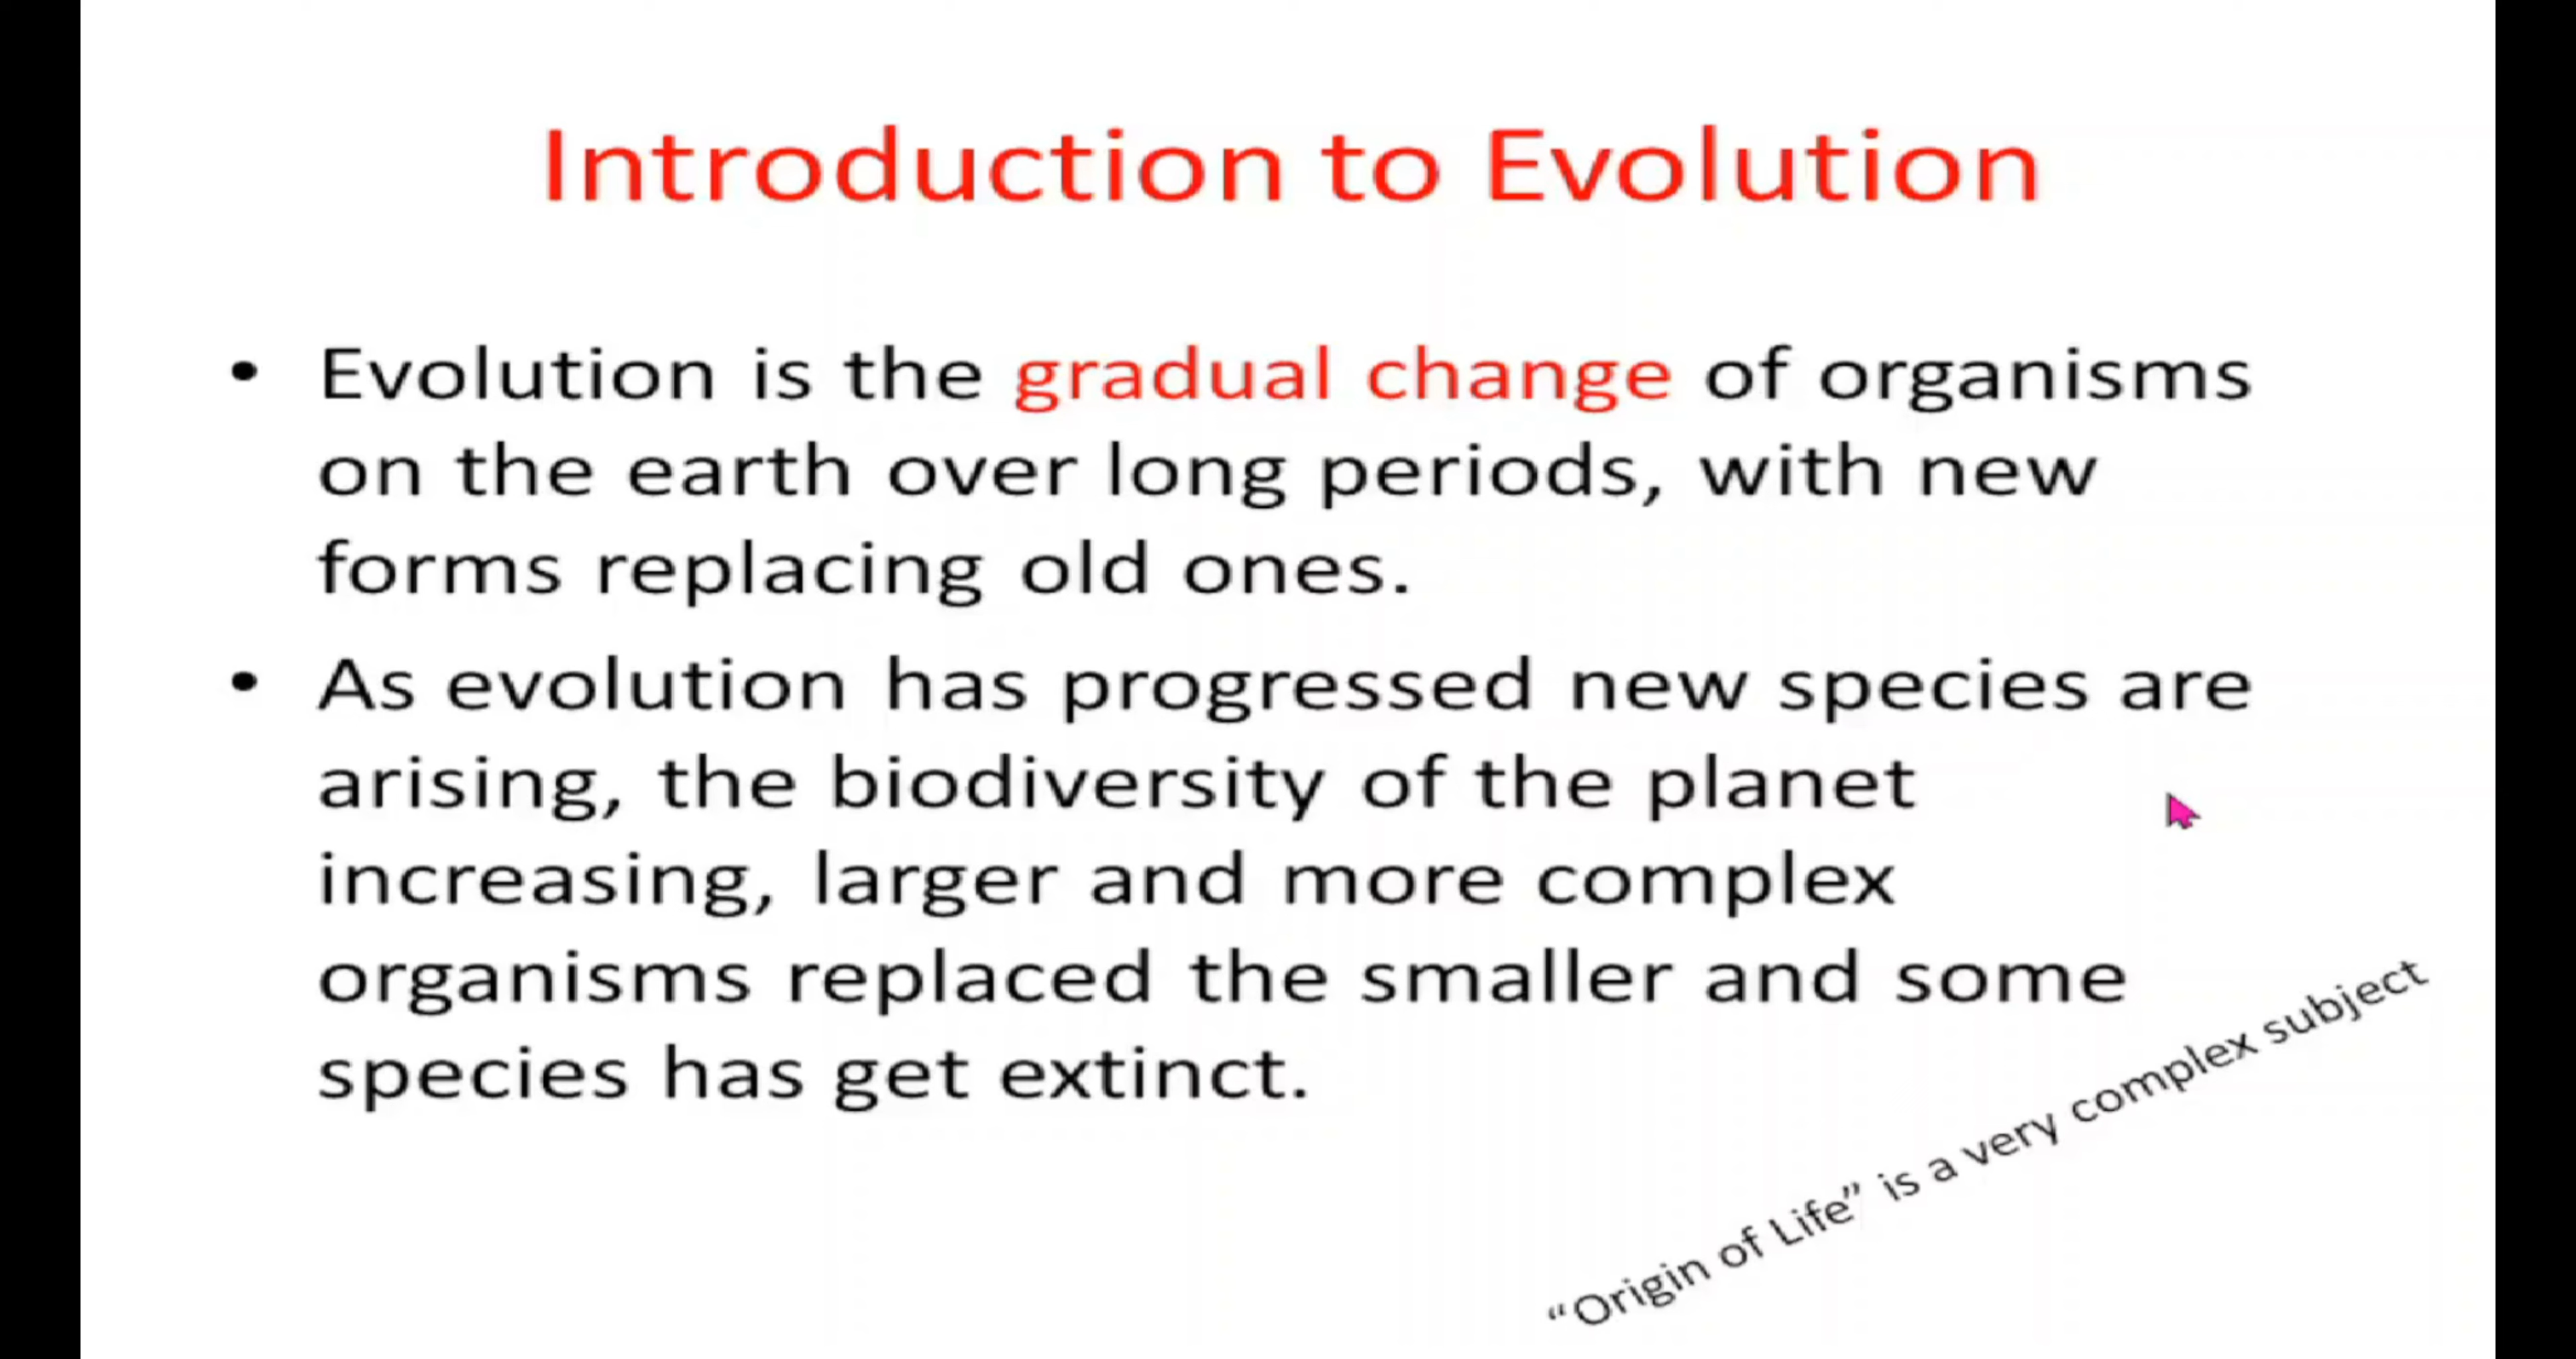 Introduction to Evolution
• Evolution is the gradual change of organisms
on the earth over long periods, with new
forms replacing old ones.
• As evolution has progressed new species are
arising, the biodiversity of the planet
increasing, larger and more complex
organisms replaced the smaller and some
species has get extinct.
“Origin of Life” is a very complex subject